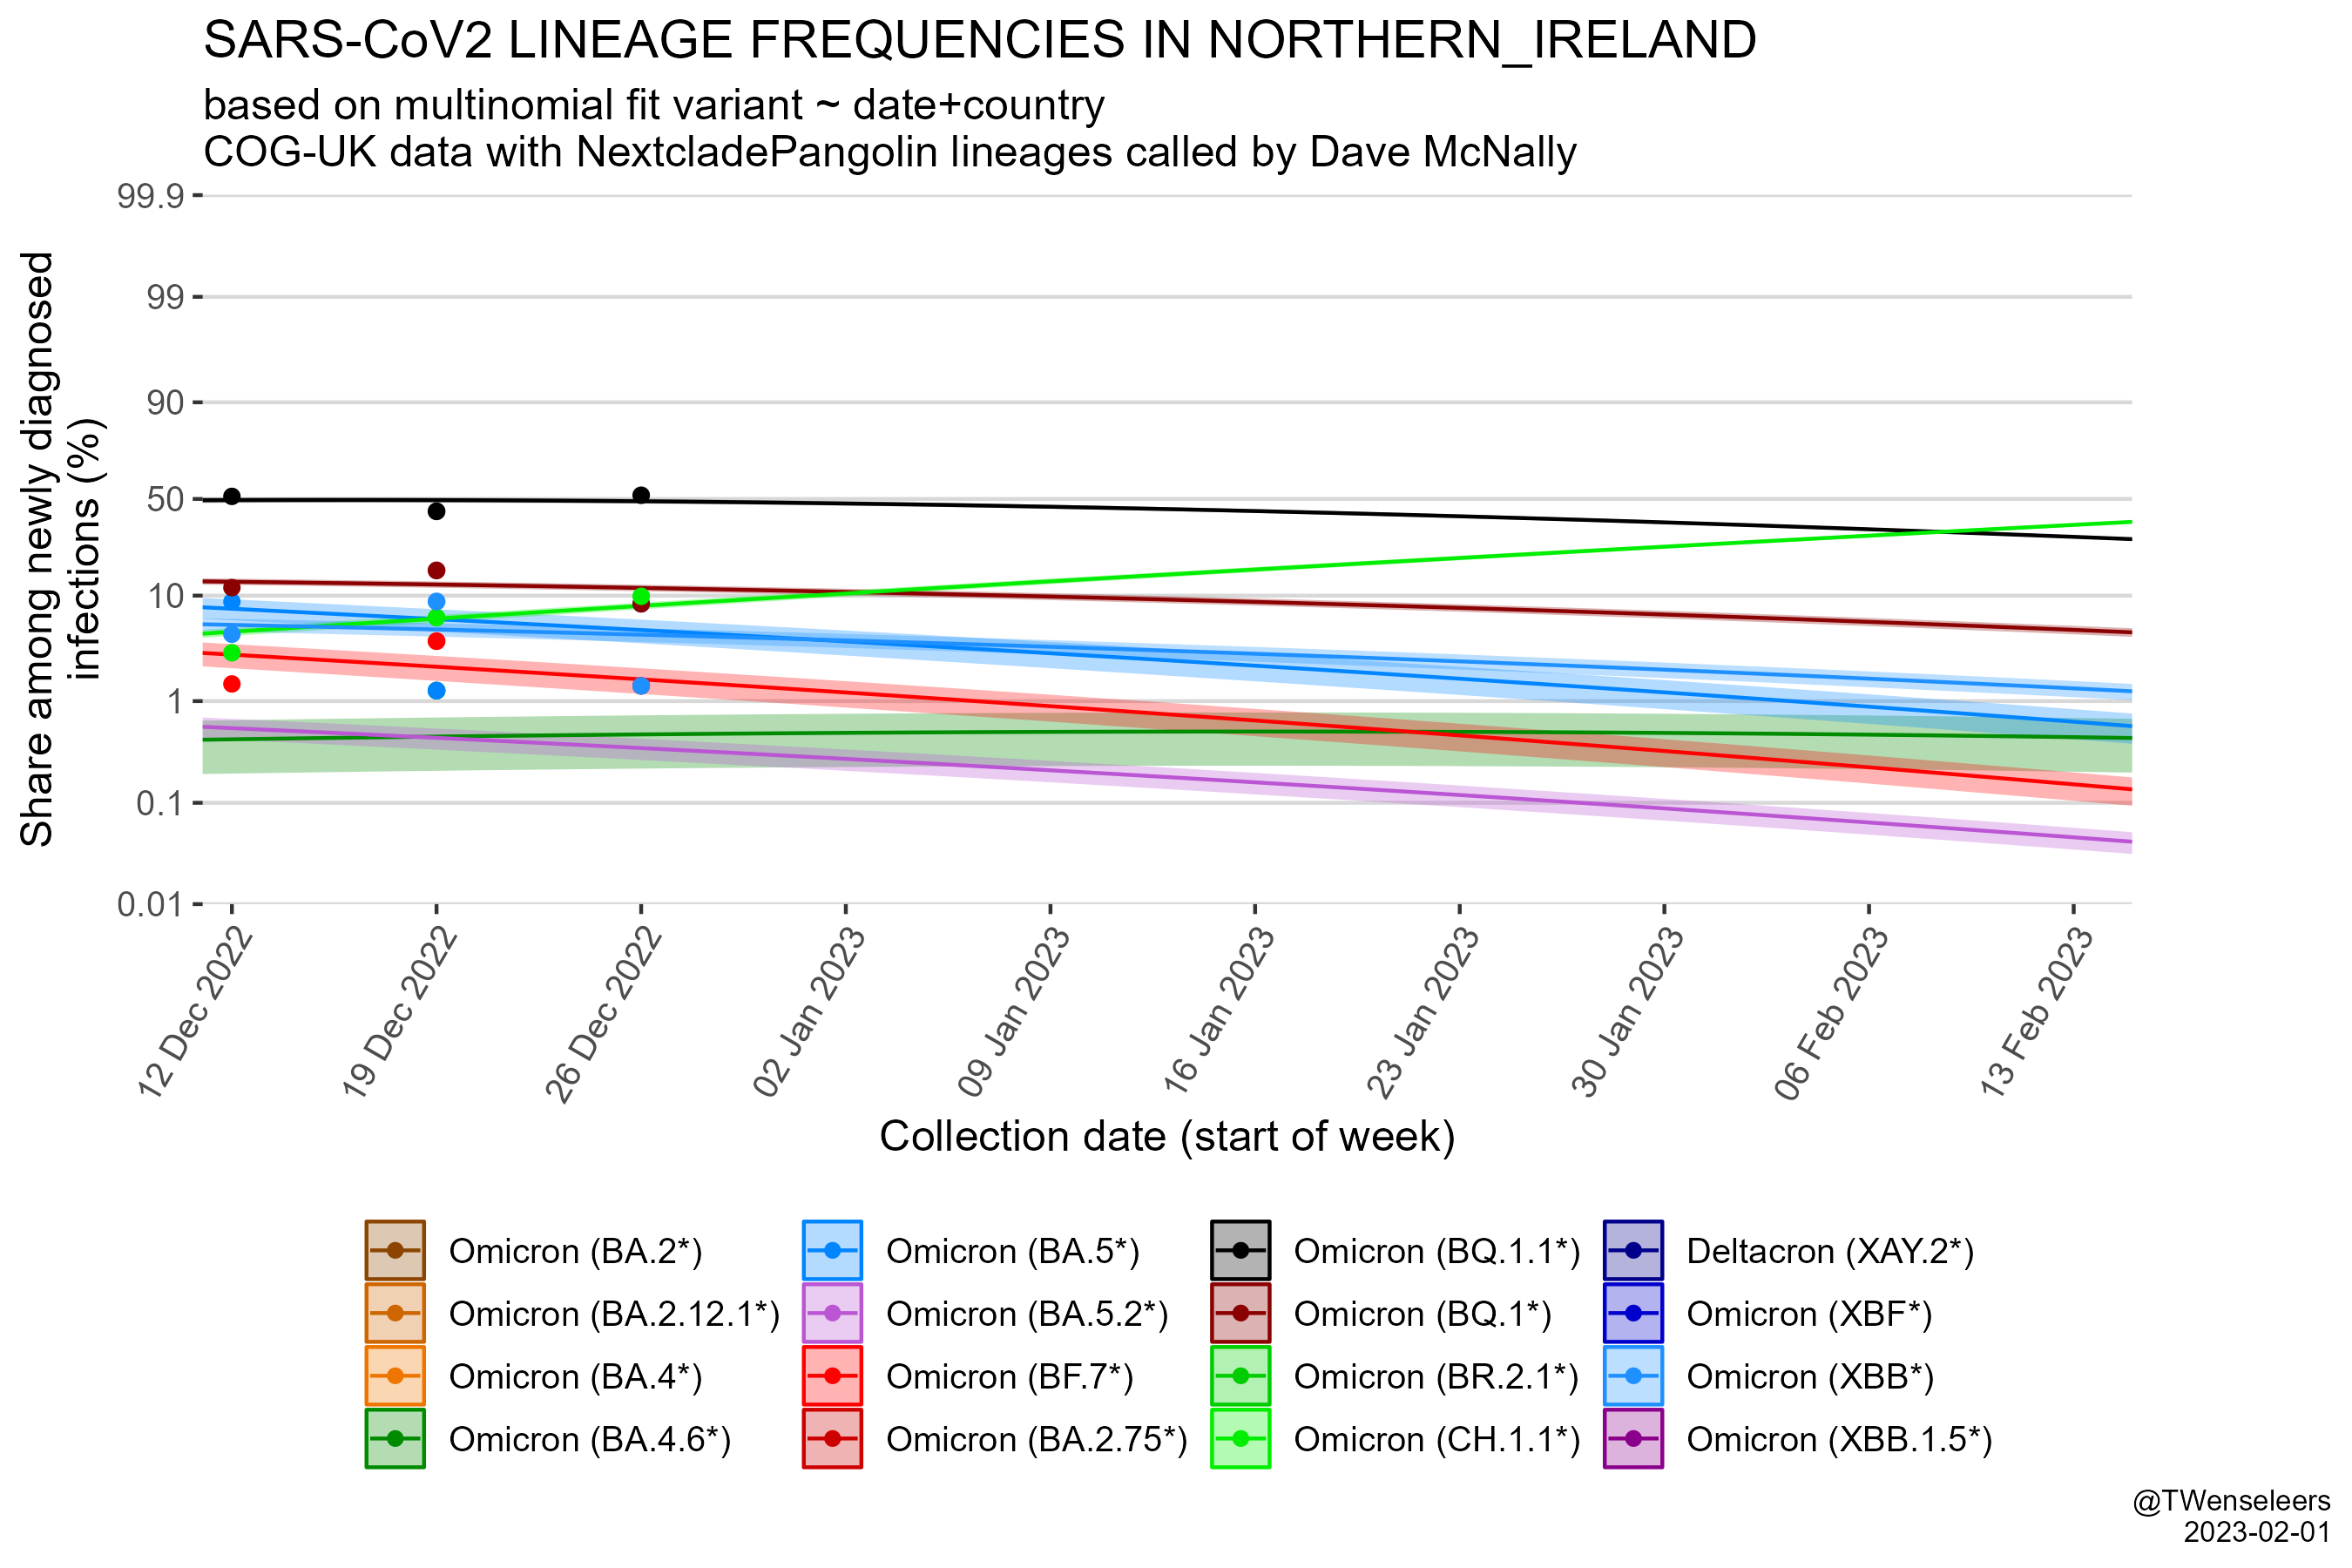 SARS-CoV2 LINEAGE FREQUENCIES IN NORTHERN_IRELAND
based on multinomial fit variant ~ date+country
COG-UK data with NextcladePangolin lineages called by Dave McNally
Share among newly diagnosed
infections (%)
99.9
99
90
50
10
1
0.1
0.01
12 Dec 2022
19 Dec 2022
26 Dec 2022
02 Jan 2023
09 Jan 2023
16 Jan 2023
23 Jan 2023
30 Jan 2023
06 Feb 2023
13 Feb 2023
Collection date (start of week)
Omicron (BA.2*)
Omicron (BA.2.12.1*)
Omicron (BA.4*)
Omicron (BA.4.6*)
Omicron (BA.5*)
Omicron (BA.5.2*)
Omicron (BF.7*)
Omicron (BA.2.75*)
Omicron (BQ.1.1*)
Omicron (BQ.1*)
Omicron (BR.2.1*)
Omicron (CH.1.1*)
Deltacron (XAY.2*)
Omicron (XBF*)
Omicron (XBB*)
Omicron (XBB.1.5*)
@TWenseleers
2023-02-01